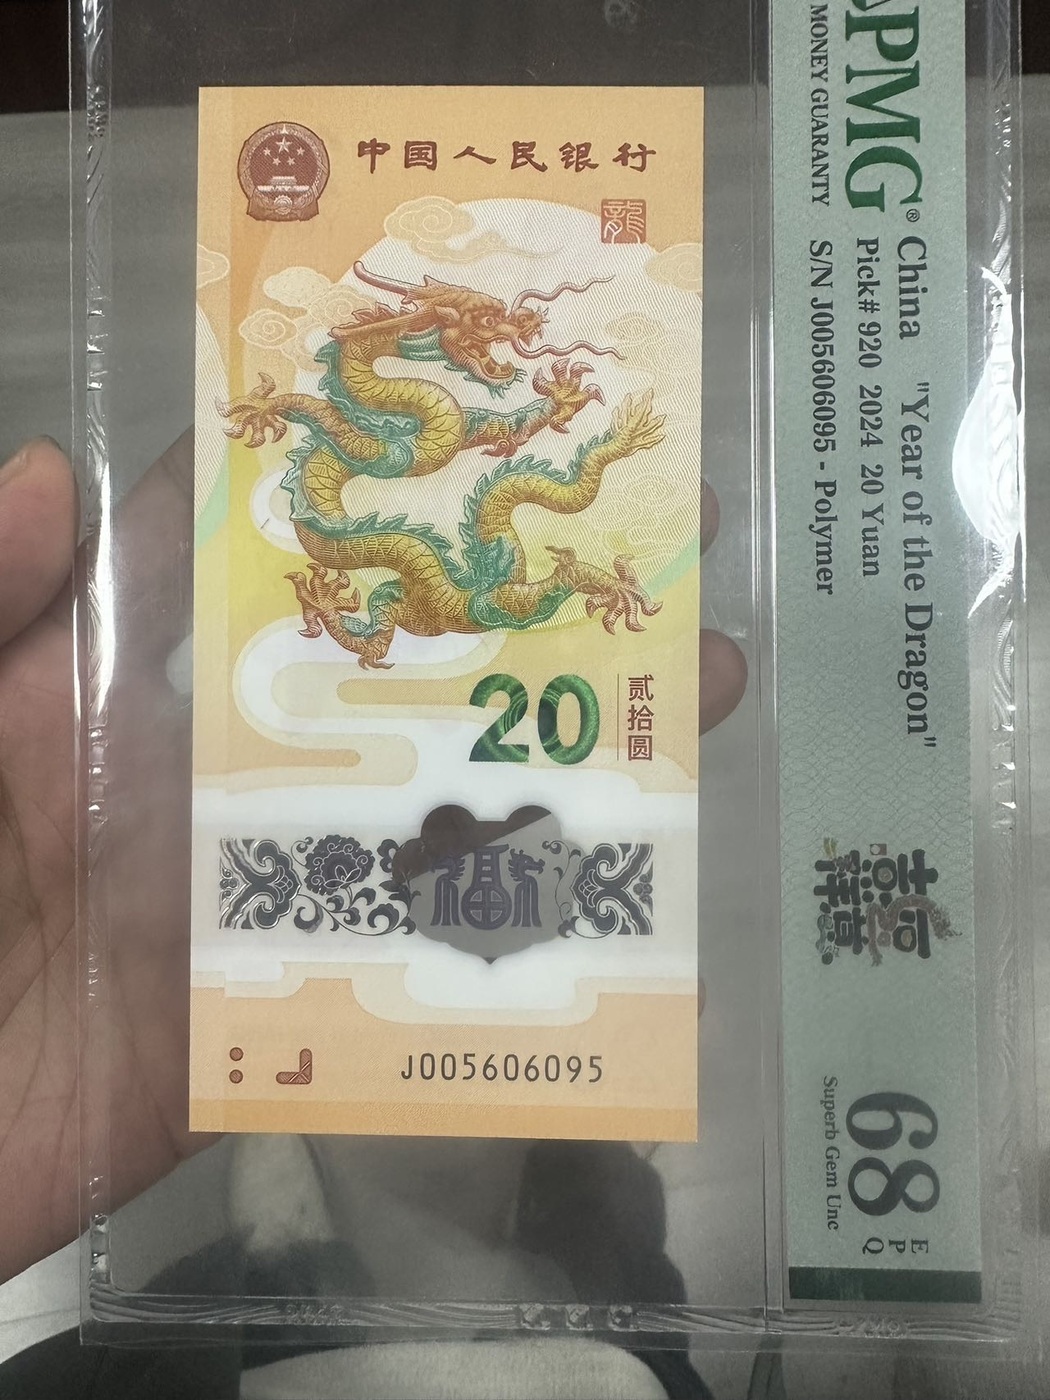 中国人民银行
龍
20
贰拾圆
福
J005606095
PMG
MONEY GUARANTY
China "Year of the Dragon"
Pick# 920 2024 20 Yuan
S/N J005606095 - Polymer
68
EPQ
Superb Gem Unc